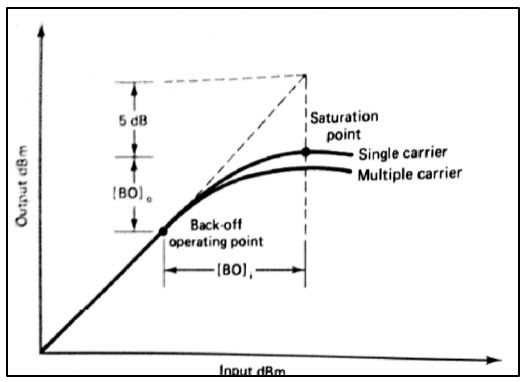 Output dBm
5 dB
[BO]o
Saturation
point
Single carrier
Multiple carrier
Back-off
operating point
[BO]i
Input dBm